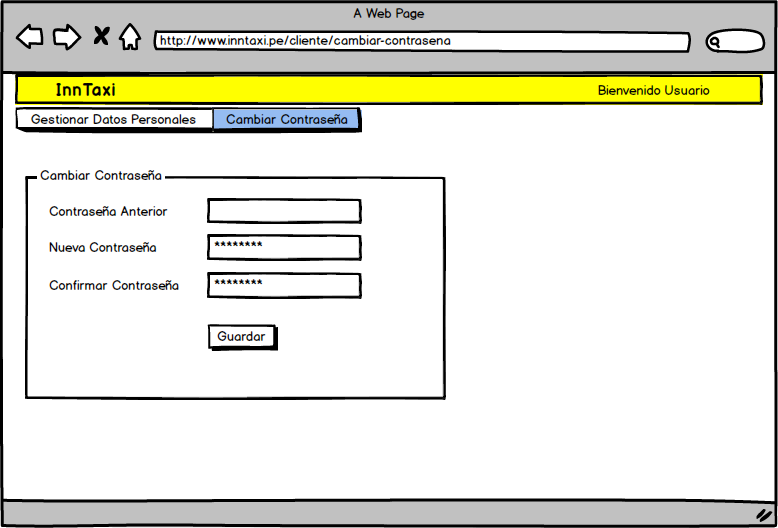 A Web Page
http://www.inntaxi.pe/cliente/cambiar-contrasena
InnTaxi Bienvenido Usuario
Gestionar Datos Personales Cambiar Contraseña
Cambiar Contraseña
Contraseña Anterior
Nueva Contraseña ********
Confirmar Contraseña ********
Guardar